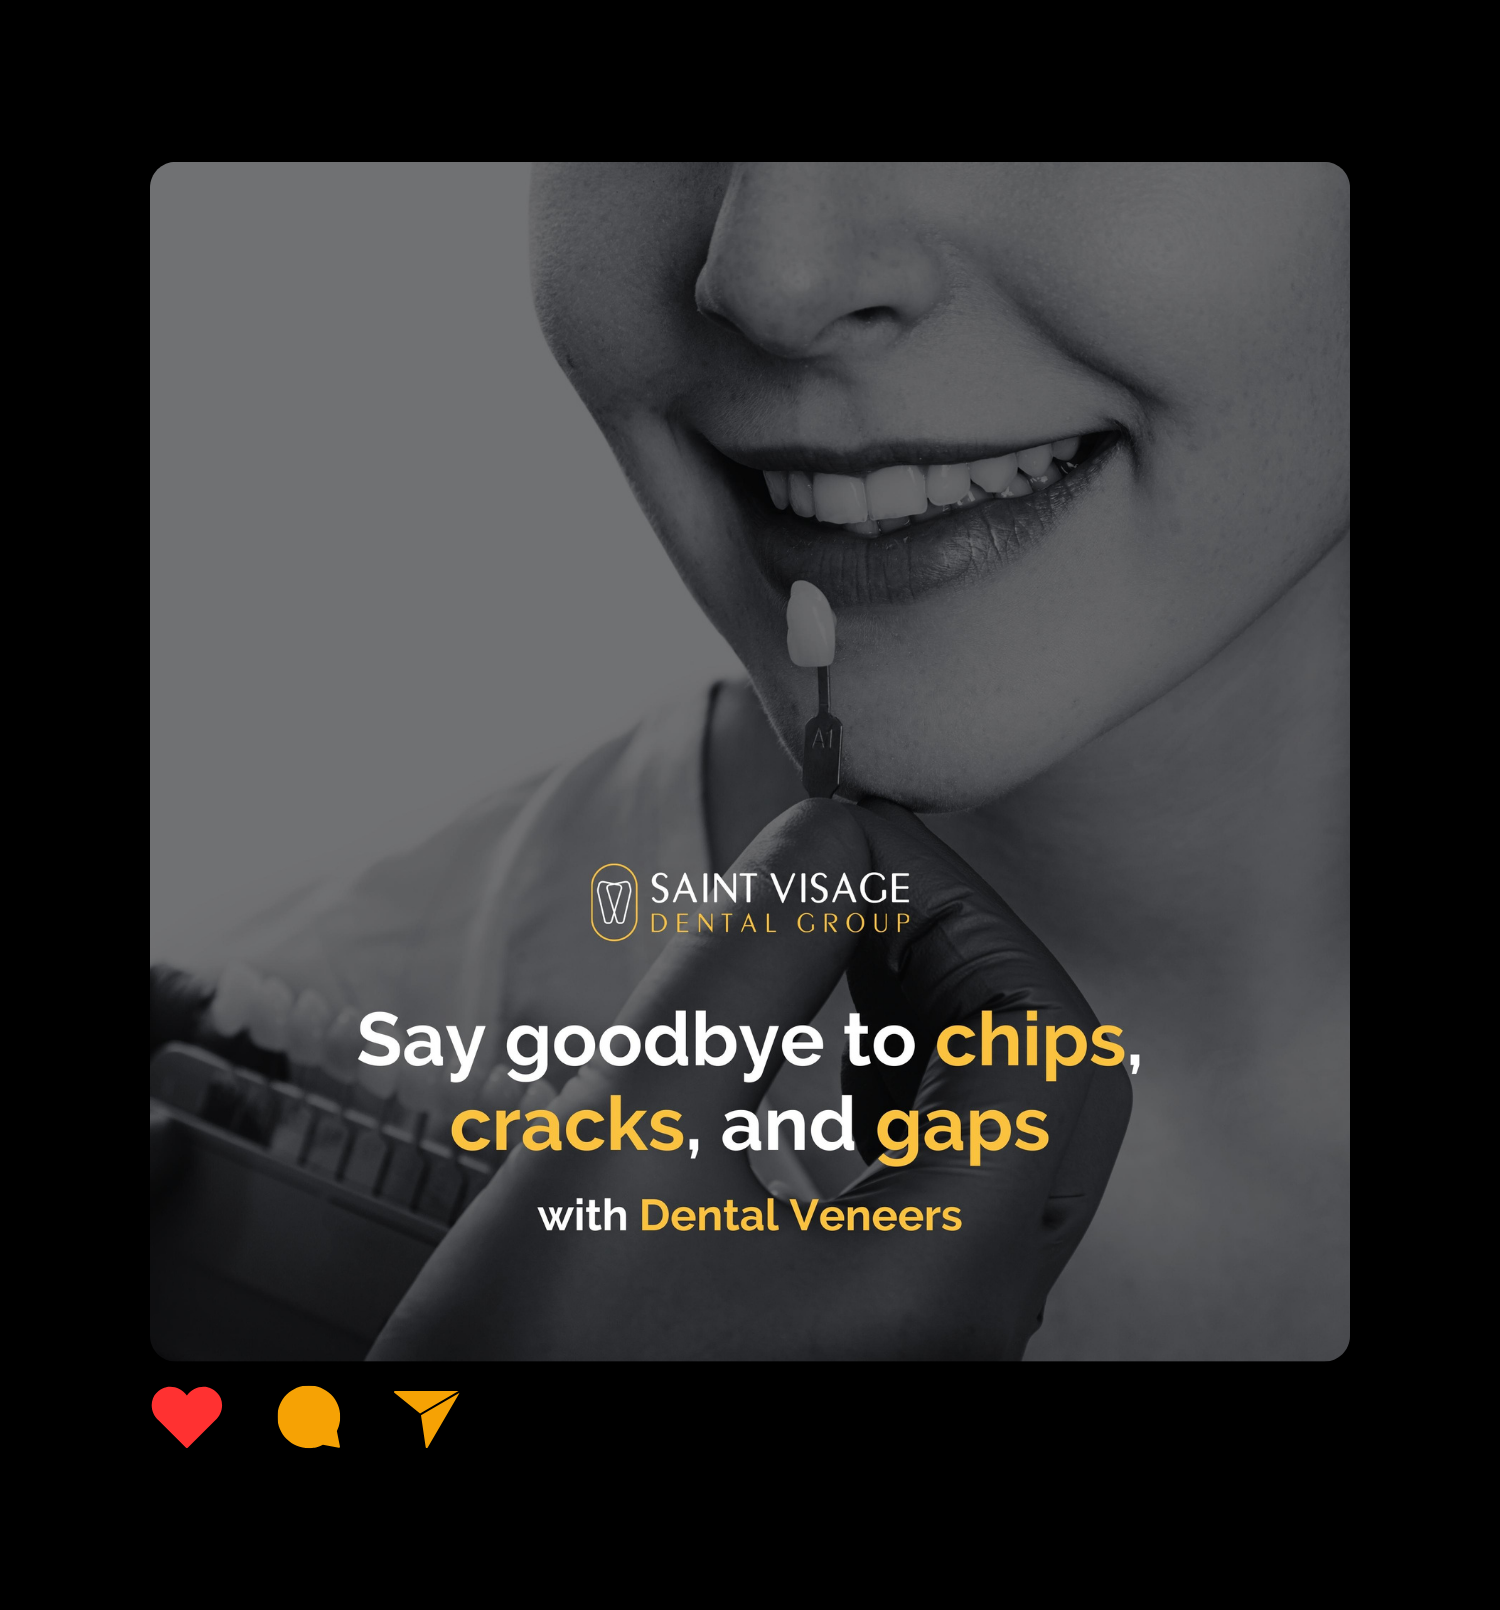 A1
SAINT VISAGE
DENTAL GROUP
Say goodbye to chips,
cracks, and gaps
with Dental Veneers